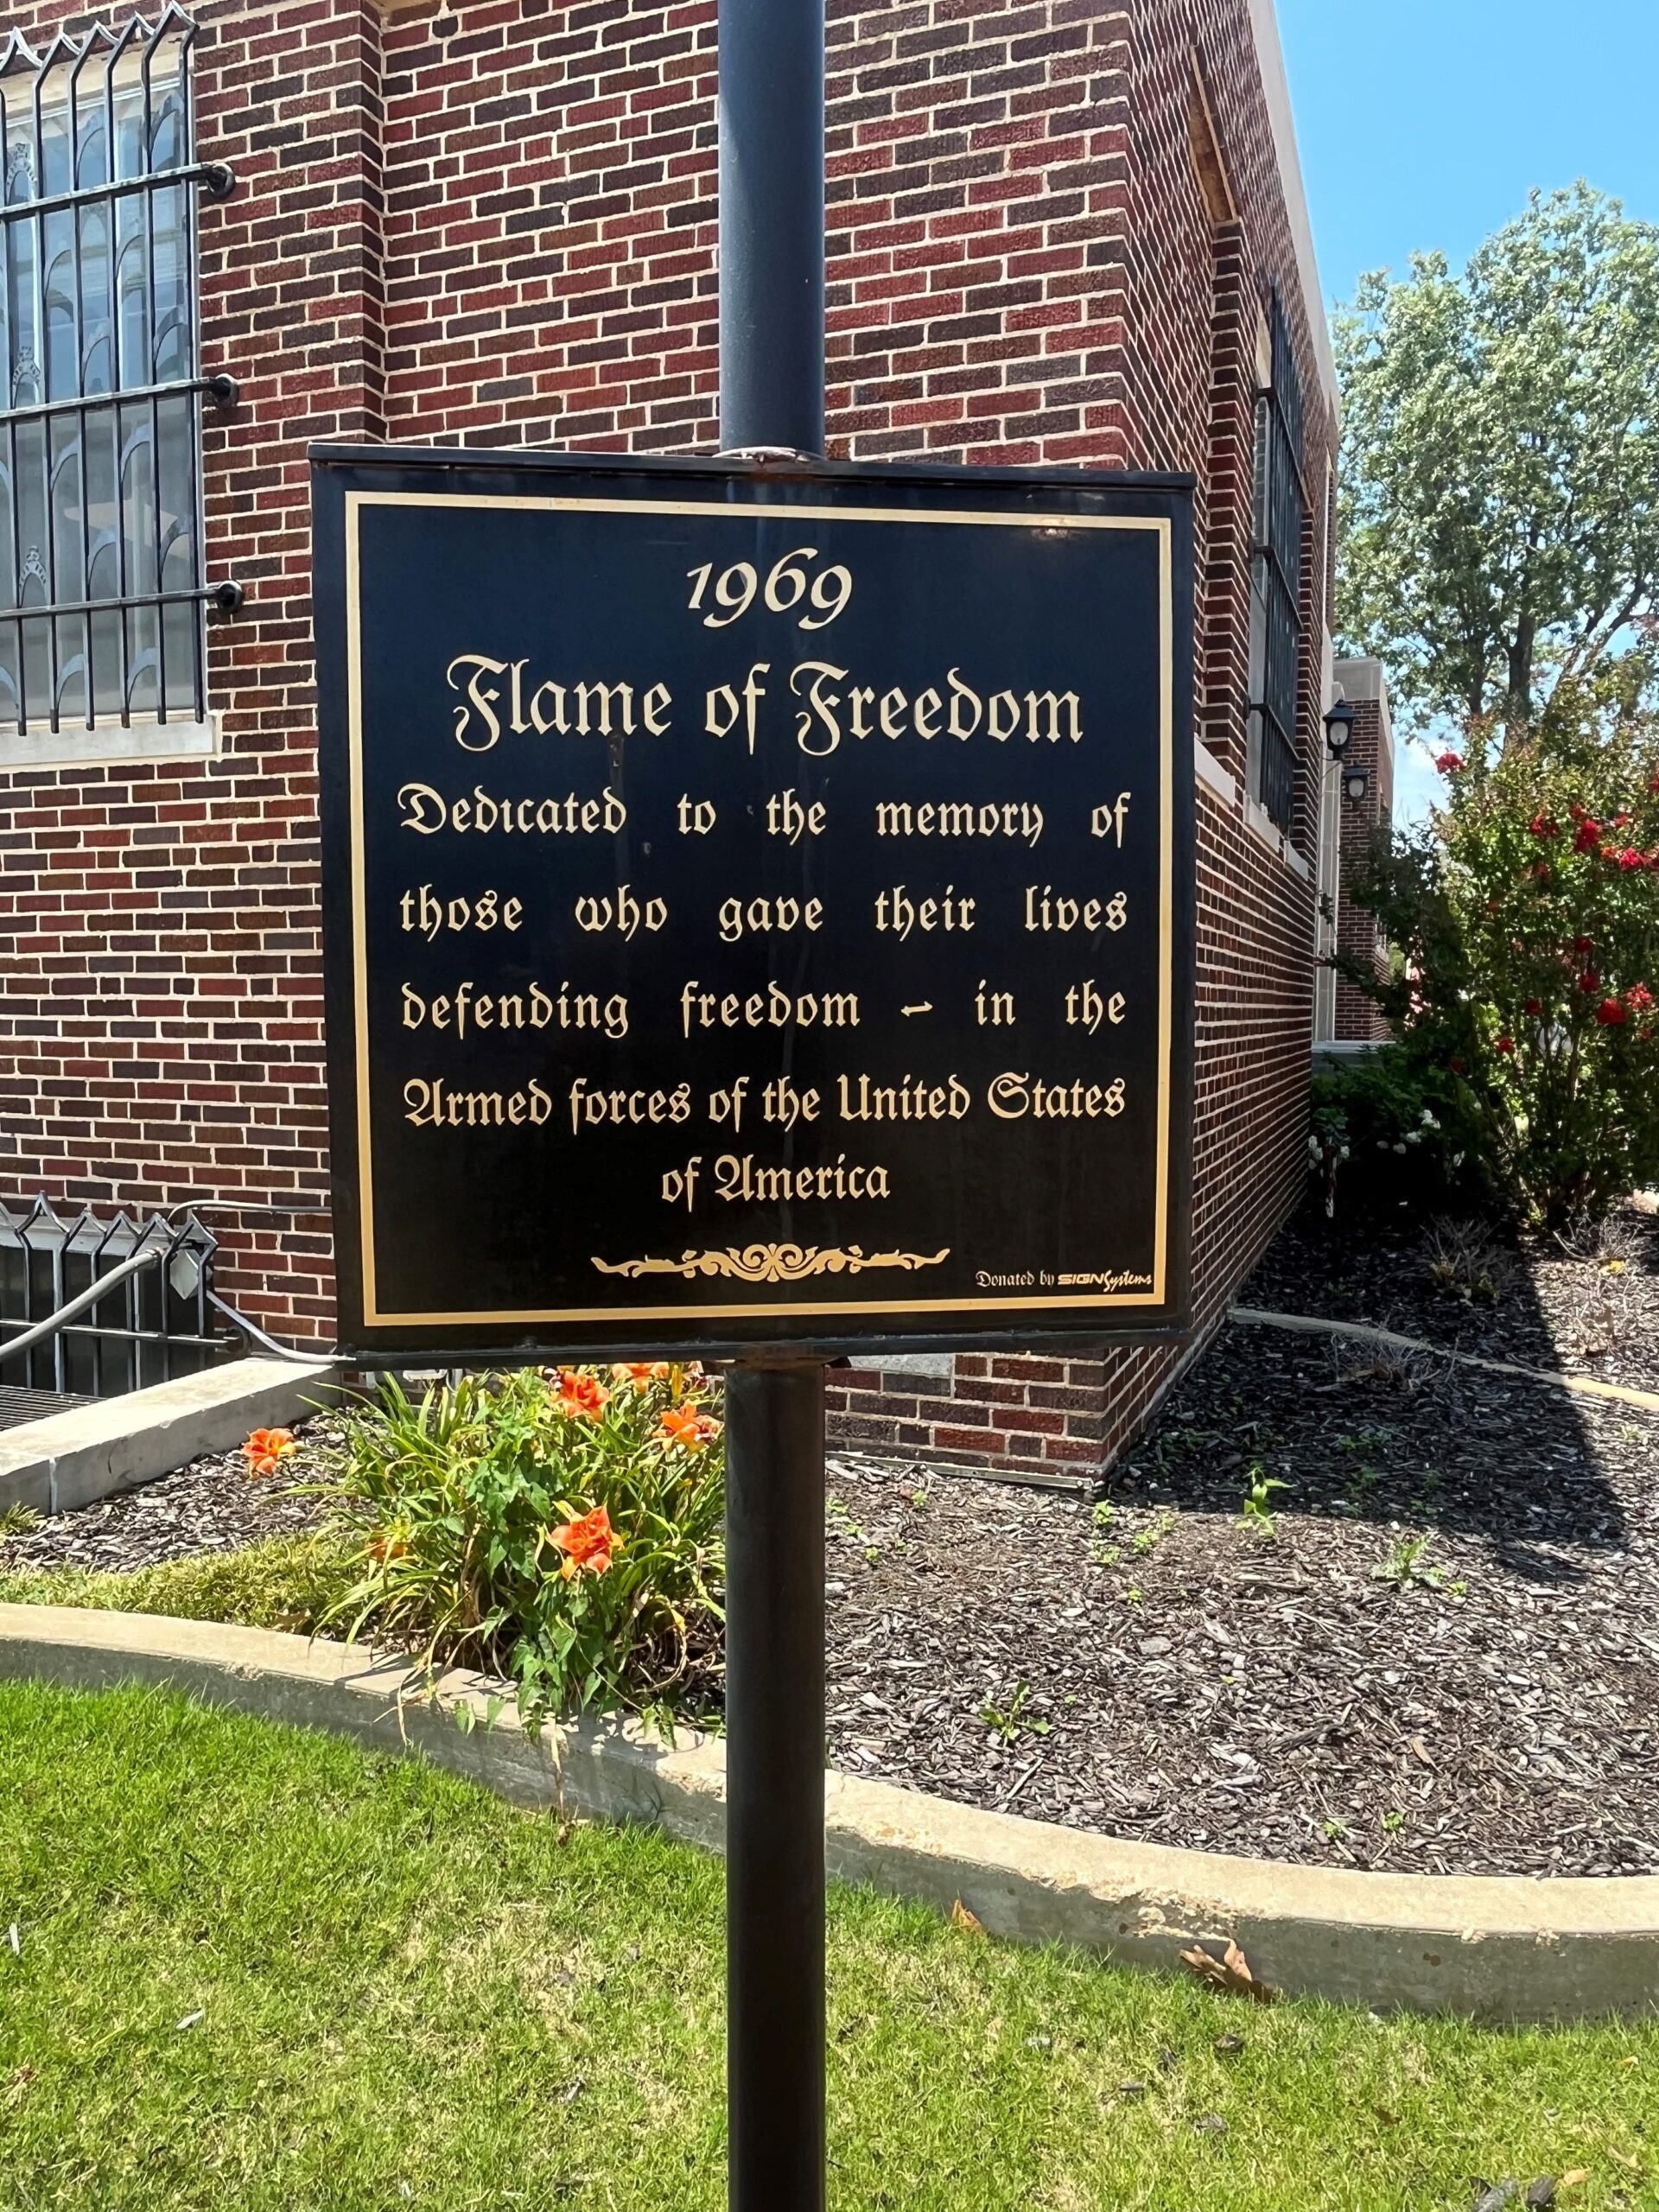 1969
Flame of Freedom
Dedicated to the memory of
those who gave their lives
defending freedom - in the
Armed forces of the United States
of America
Donated by SIGNSystems